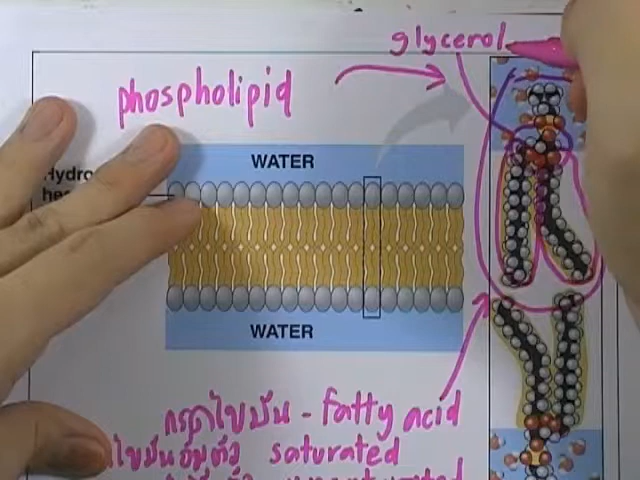 glycerol
phospholipid
WATER
Hydro
he
WATER
กรดไขมัน - fatty acid
ไขมันอิ่มตัว saturated